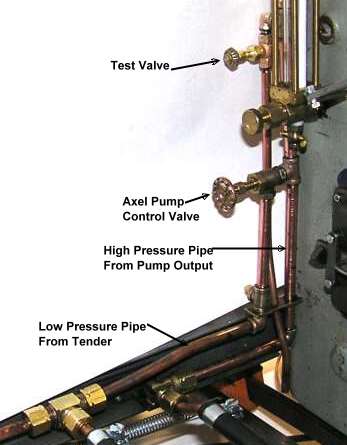 Test Valve
Axel Pump
Control Valve
High Pressure Pipe
From Pump Output
Low Pressure Pipe
From Tender